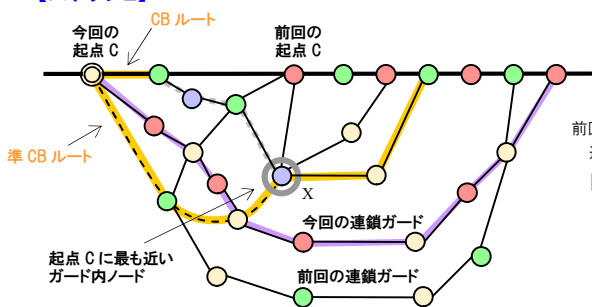 CB ルート
今回の
起点 C
前回の
起点 C
準 CB ルート
前回
X
今回の連鎖ガード
起点 C に最も近い
ガード内ノード
前回の連鎖ガード